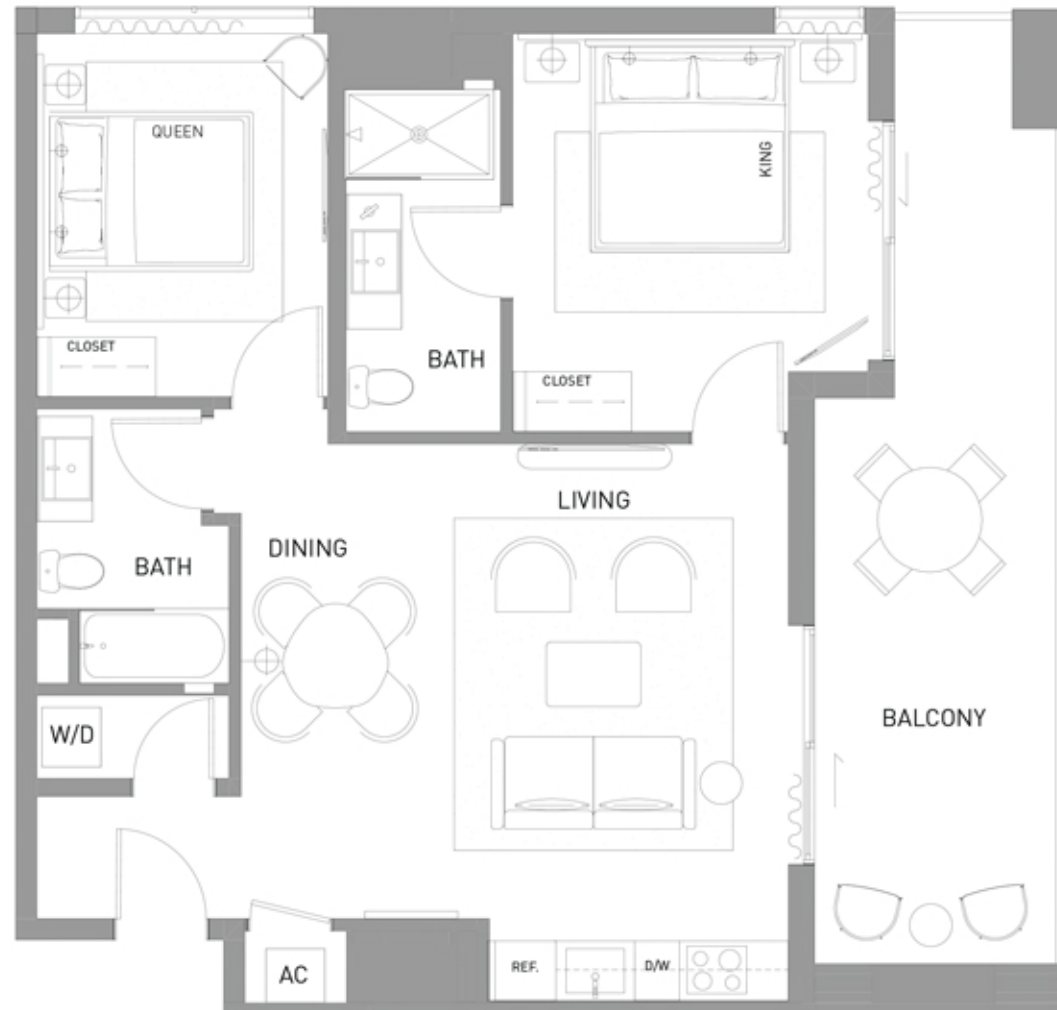 QUEEN
KING
CLOSET
BATH
CLOSET
LIVING
DINING
BATH
W/D
BALCONY
AC
REF.
D/W